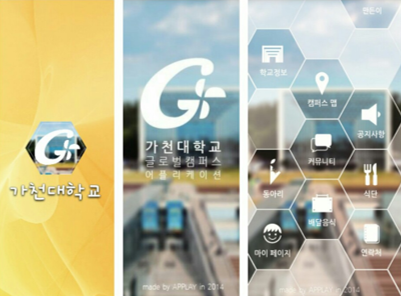 가천대학교
가천대학교
글로벌캠퍼스
어플리케이션
made by APPLAY in 2014
만든이
학교정보
캠퍼스 맵
공지사항
커뮤니티
동아리
식단
배달음식
마이 페이지
연락처
made by APPLAY in 2014